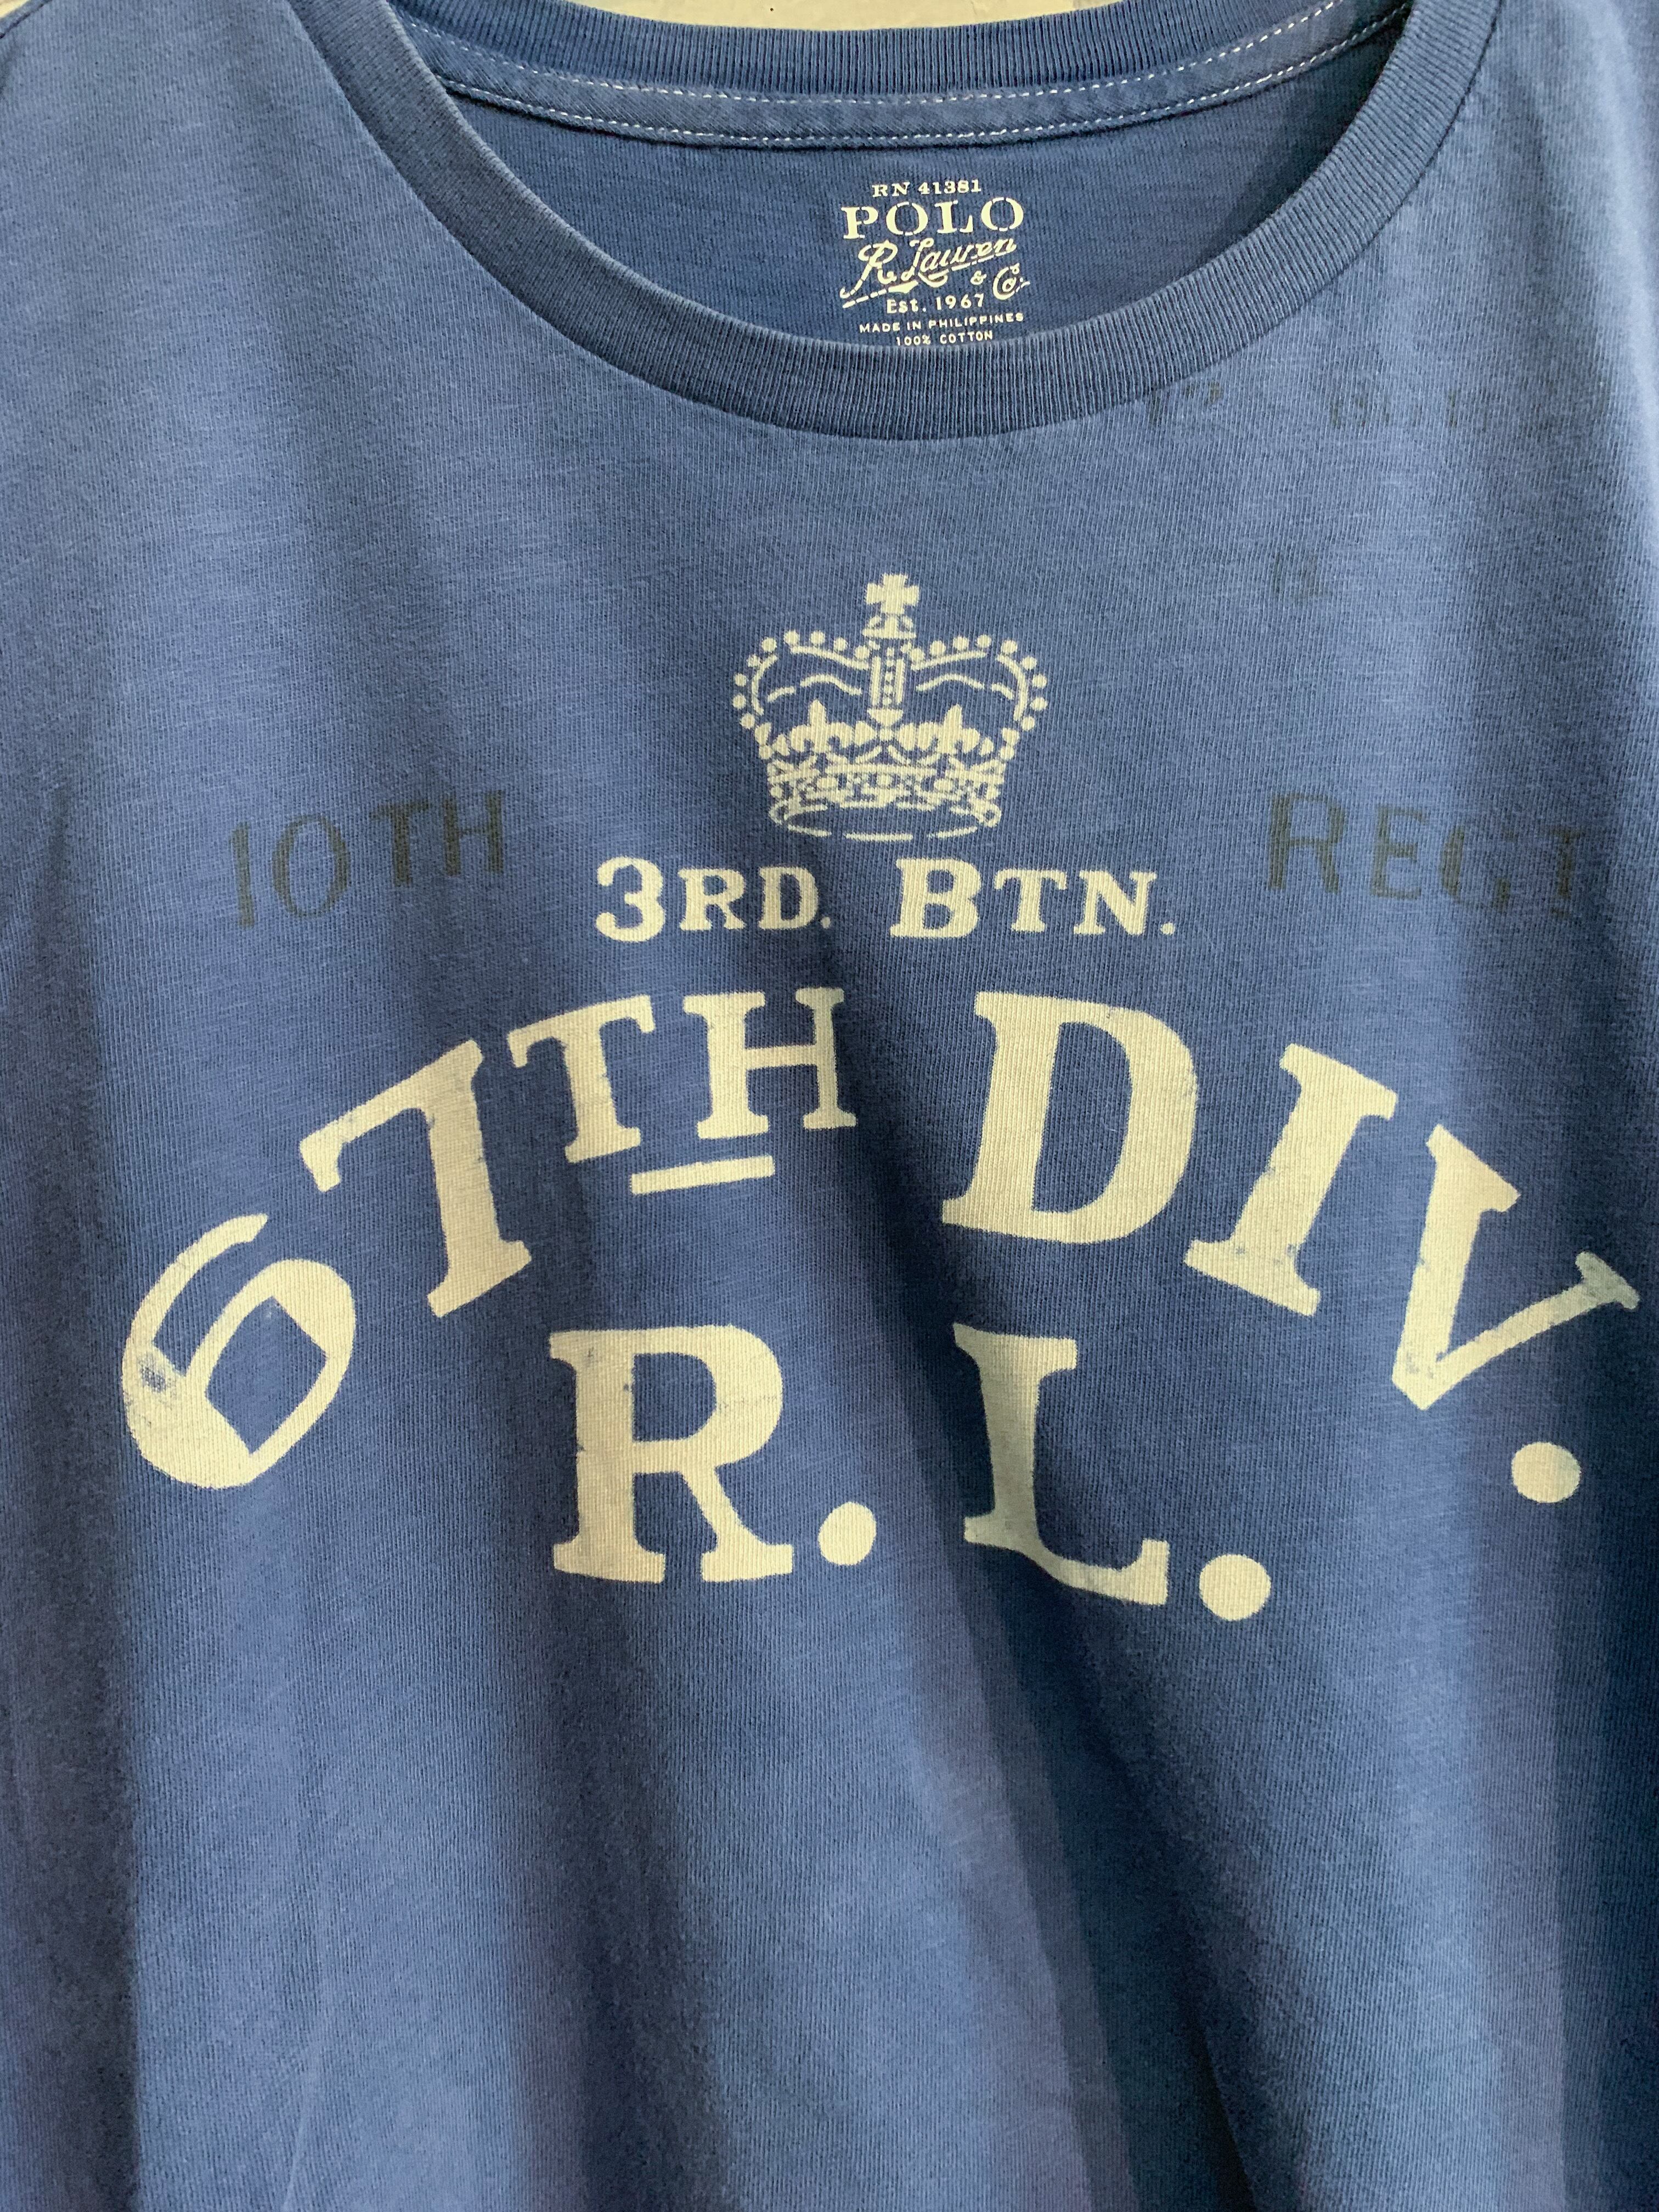 RN 41381
POLO
R. Lauren
& Co.
Est. 1967
MADE IN PHILIPPINES
100% COTTON
10TH REGT
3RD. BTN.
67TH DIV.
R. L.